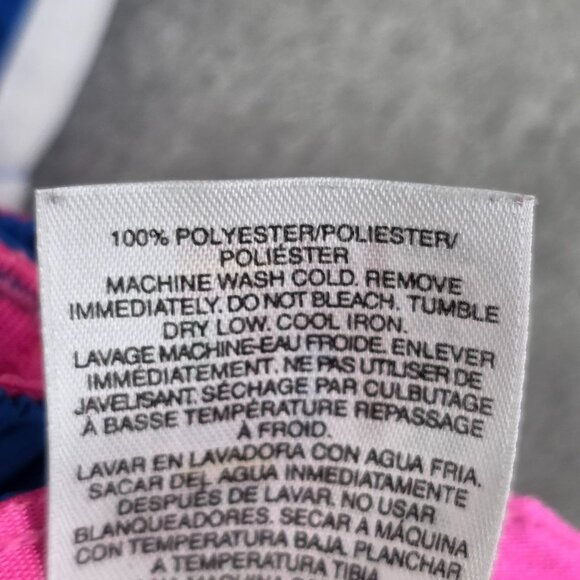 100% POLYESTER/POLIESTER/
POLIÉSTER
MACHINE WASH COLD. REMOVE
IMMEDIATELY. DO NOT BLEACH. TUMBLE
DRY LOW. COOL IRON.
LAVAGE MACHINE-EAU FROIDE. ENLEVER
IMMÉDIATEMENT. NE PAS UTILISER DE
JAVELISANT. SÉCHAGE PAR CULBUTAGE
À BASSE TEMPÉRATURE REPASSAGE
À FROID.
LAVAR EN LAVADORA CON AGUA FRIA.
SACAR DEL AGUA INMEDIATAMENTE
DESPUÉS DE LAVAR. NO USAR
BLANQUEADORES. SECAR A MÁQUINA
CON TEMPERATURA BAJA. PLANCHAR
A TEMPERATURA TIBIA